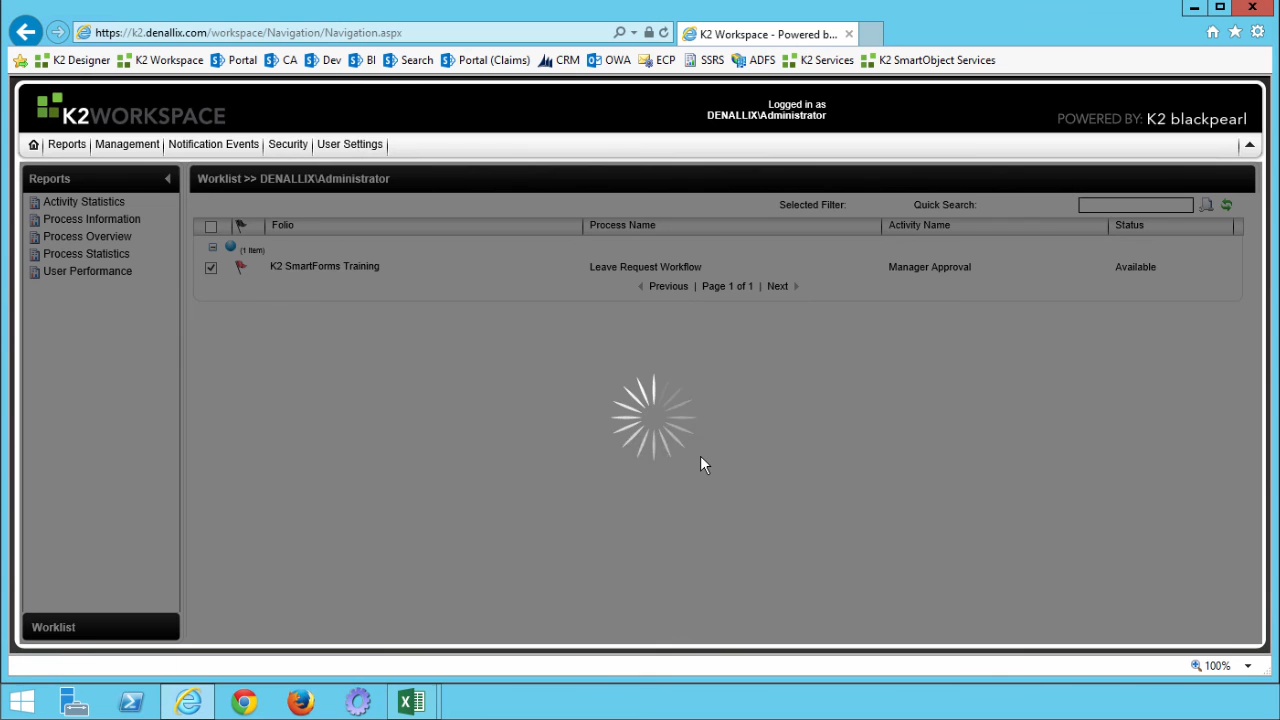 https://k2.denallix.com/workspace/Navigation/Navigation.aspx
K2 Workspace - Powered b...
K2 Designer K2 Workspace Portal CA Dev BI Search Portal (Claims) CRM OWA ECP SSRS ADFS K2 Services K2 SmartObject Services
K2WORKSPACE
Logged in as
DENALLIX\Administrator
POWERED BY: K2 blackpearl
Reports Management Notification Events Security User Settings
Reports
Worklist >> DENALLIX\Administrator
Activity Statistics
Process Information
Process Overview
Process Statistics
User Performance
Selected Filter: Quick Search:
Folio Process Name Activity Name Status
(1 Item)
K2 SmartForms Training Leave Request Workflow Manager Approval Available
Previous | Page 1 of 1 | Next
Worklist
100%